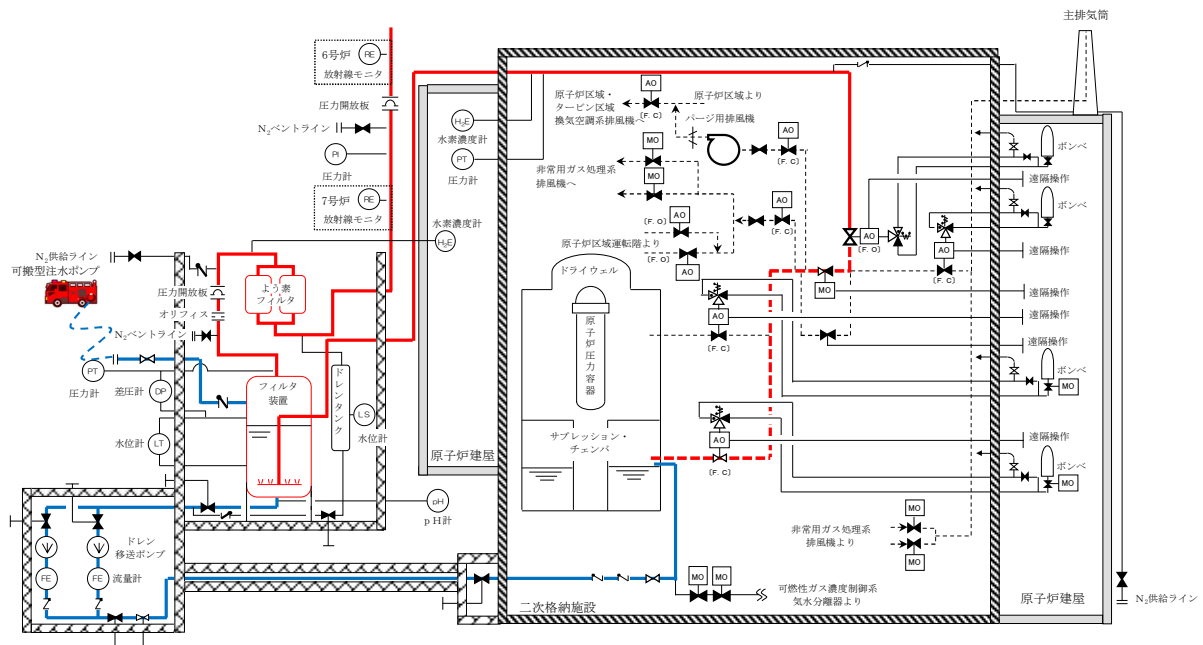 主排気筒
6号炉
放射線モニタ
RE
圧力開放板
N₂ベントライン
PI
圧力計
7号炉
放射線モニタ
RE
H₂E
水素濃度計
PT
圧力計
水素濃度計
H₂E
原子炉区域・
タービン区域
換気空調系排風機へ
AO
(F. C)
原子炉区域より
パージ用排風機
AO
(F. C)
MO
非常用ガス処理系
排風機へ
MO
AO
(F. C)
(F. O)
AO
原子炉区域運転階より
(F. O)
AO
AO
(F. O)
AO
(F. C)
MO
ボンベ
遠隔操作
ボンベ
遠隔操作
遠隔操作
遠隔操作
遠隔操作
ボンベ
MO
遠隔操作
ボンベ
MO
N₂供給ライン
可搬型注水ポンプ
圧力開放板
オリフィス
N₂ベントライン
よう素
フィルタ
PT
圧力計
差圧計
DP
フィルタ
装置
ドレンタンク
LS
水位計
水位計
LT
原子炉建屋
pH
pH計
ドライウェル
原子炉圧力容器
サプレッション・
チェンバ
AO
(F. C)
AO
(F. C)
ドレン
移送ポンプ
FE
FE
流量計
MO
非常用ガス処理系
排風機より
MO
MO
MO
可燃性ガス濃度制御系
気水分離器より
二次格納施設
原子炉建屋
N₂供給ライン